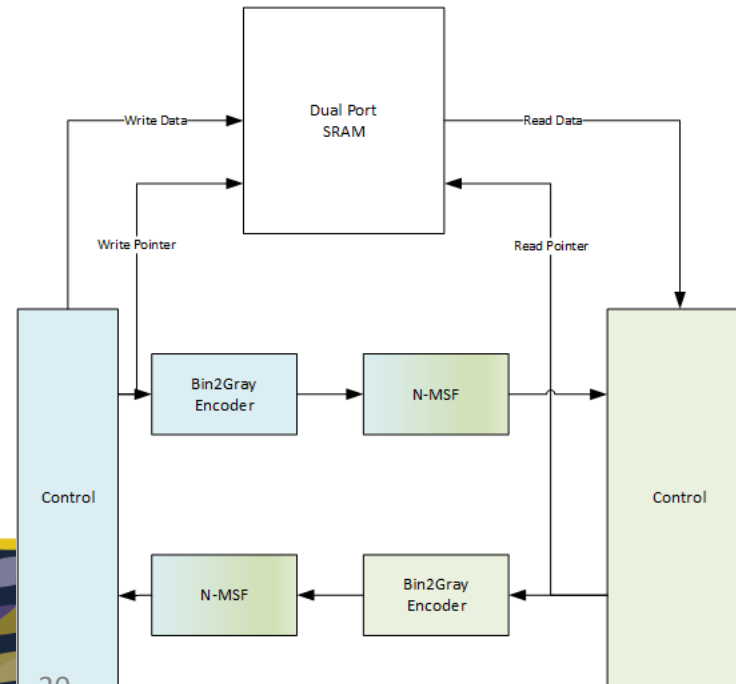 Dual Port
SRAM
Write Data
Read Data
Write Pointer
Read Pointer
Bin2Gray
Encoder
N-MSF
Control
Control
N-MSF
Bin2Gray
Encoder